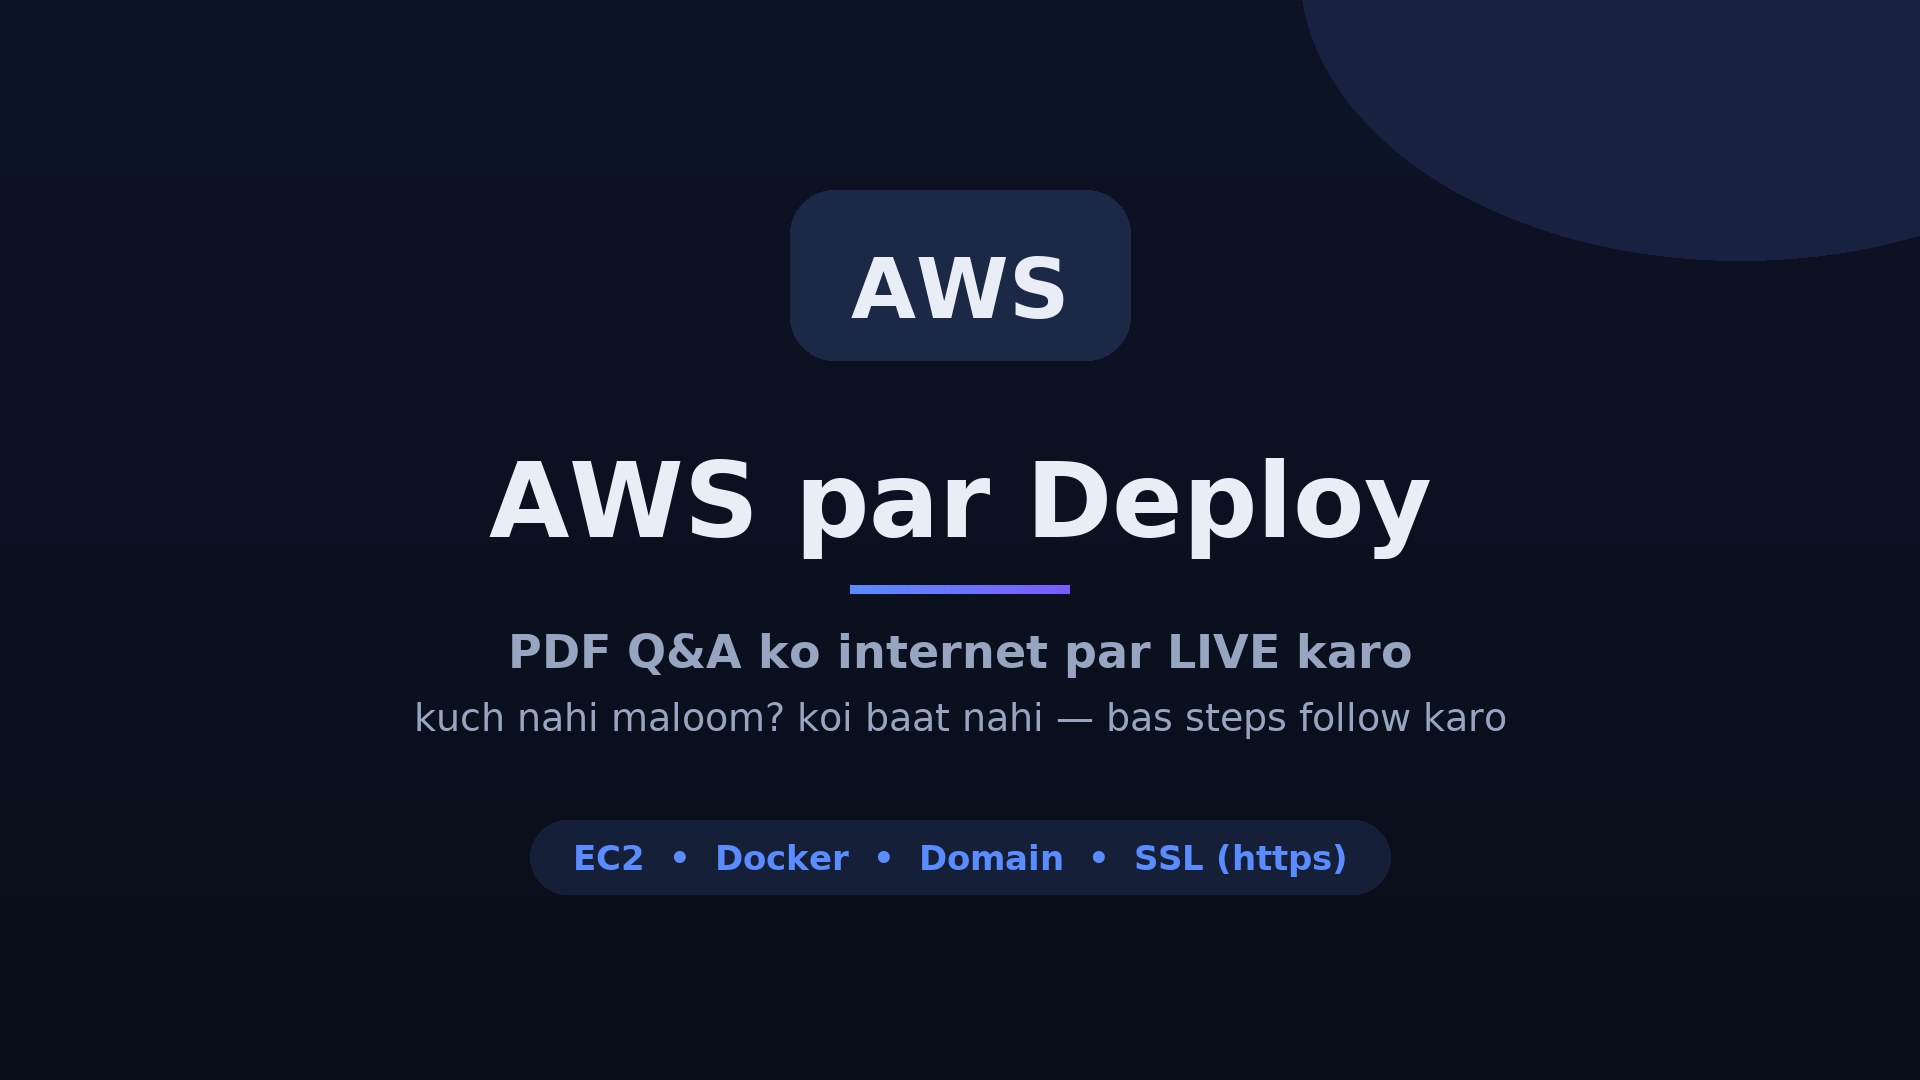 AWS
AWS par Deploy
PDF Q&A ko internet par LIVE karo
kuch nahi maloom? koi baat nahi — bas steps follow karo
EC2 • Docker • Domain • SSL (https)